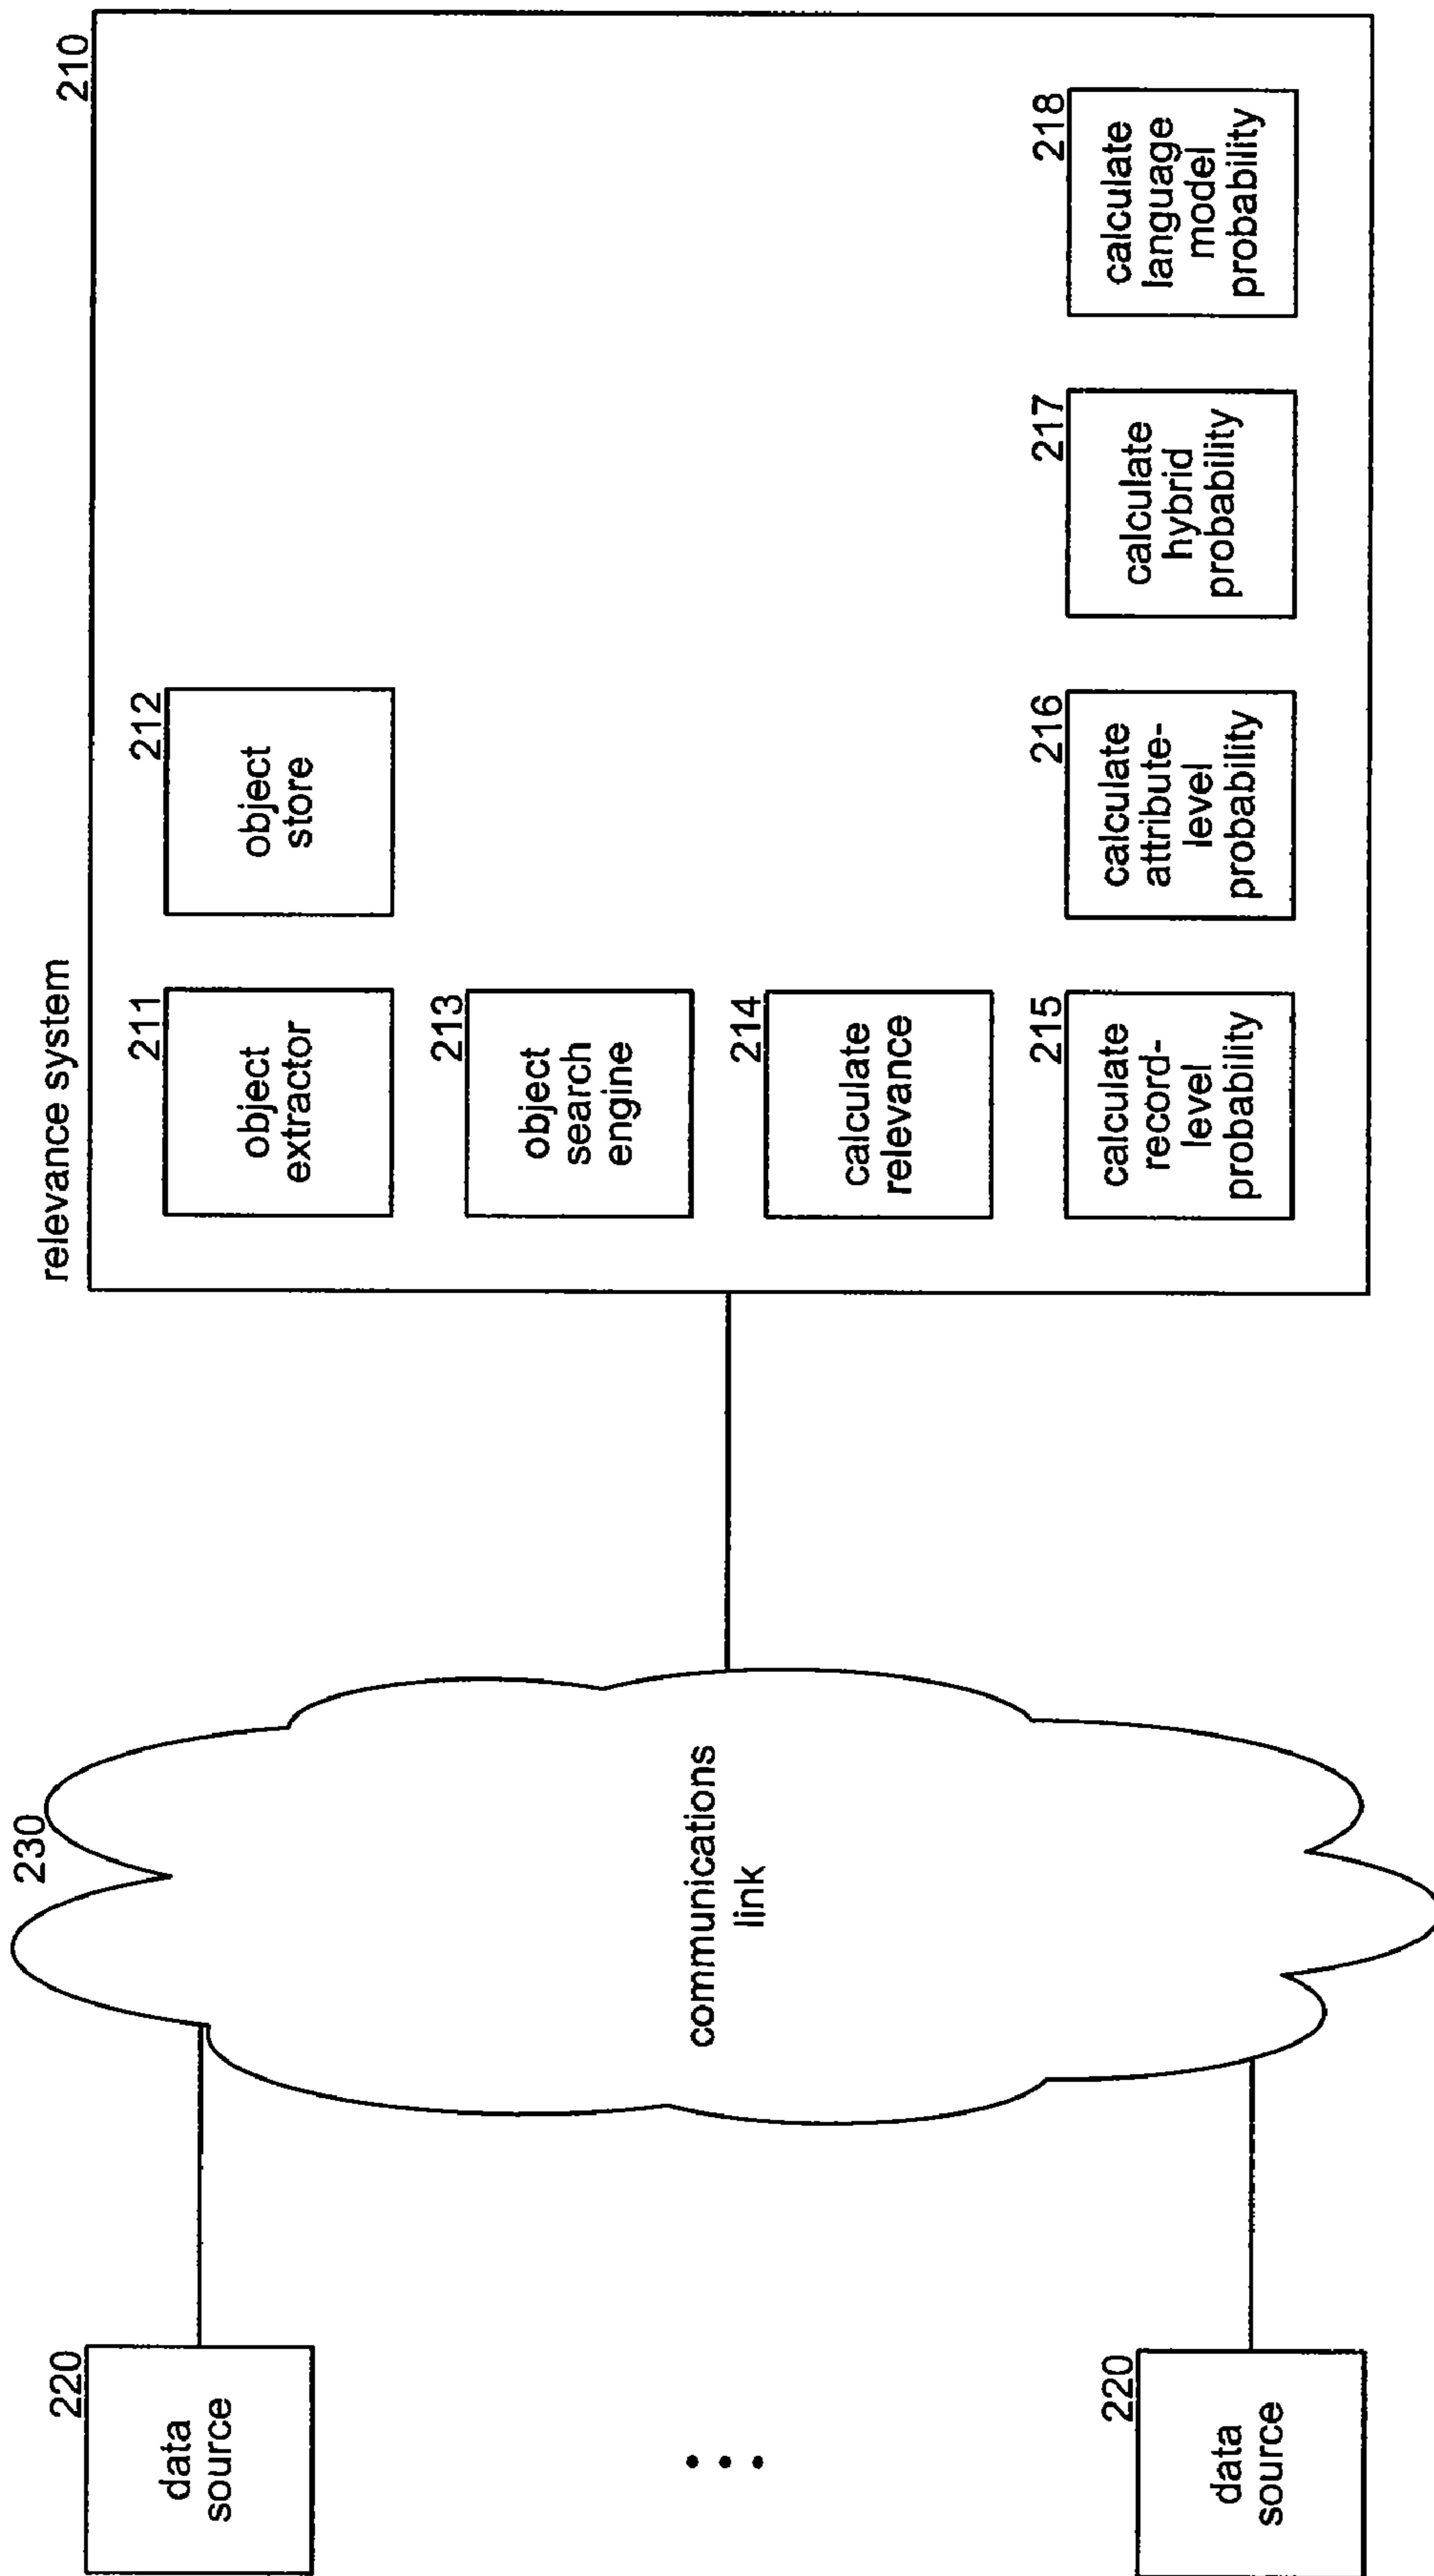 relevance system
210
211
object
extractor
212
object
store
213
object
search
engine
214
calculate
relevance
215
calculate
record-
level
probability
216
calculate
attribute-
level
probability
217
calculate
hybrid
probability
218
calculate
language
model
probability
230
communications
link
220
data
source
220
data
source